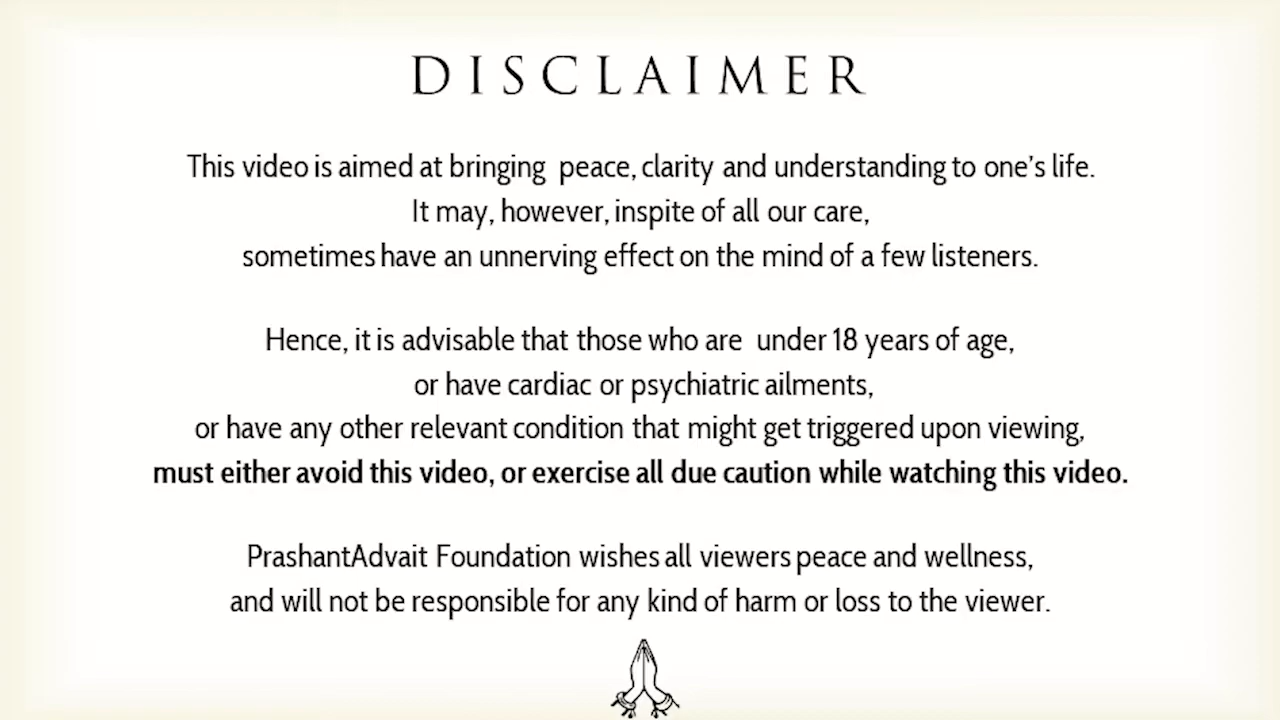 DISCLAIMER
This video is aimed at bringing peace, clarity and understanding to one's life.
It may, however, inspite of all our care,
sometimes have an unnerving effect on the mind of a few listeners.
Hence, it is advisable that those who are under 18 years of age,
or have cardiac or psychiatric ailments,
or have any other relevant condition that might get triggered upon viewing,
must either avoid this video, or exercise all due caution while watching this video.
PrashantAdvait Foundation wishes all viewers peace and wellness,
and will not be responsible for any kind of harm or loss to the viewer.